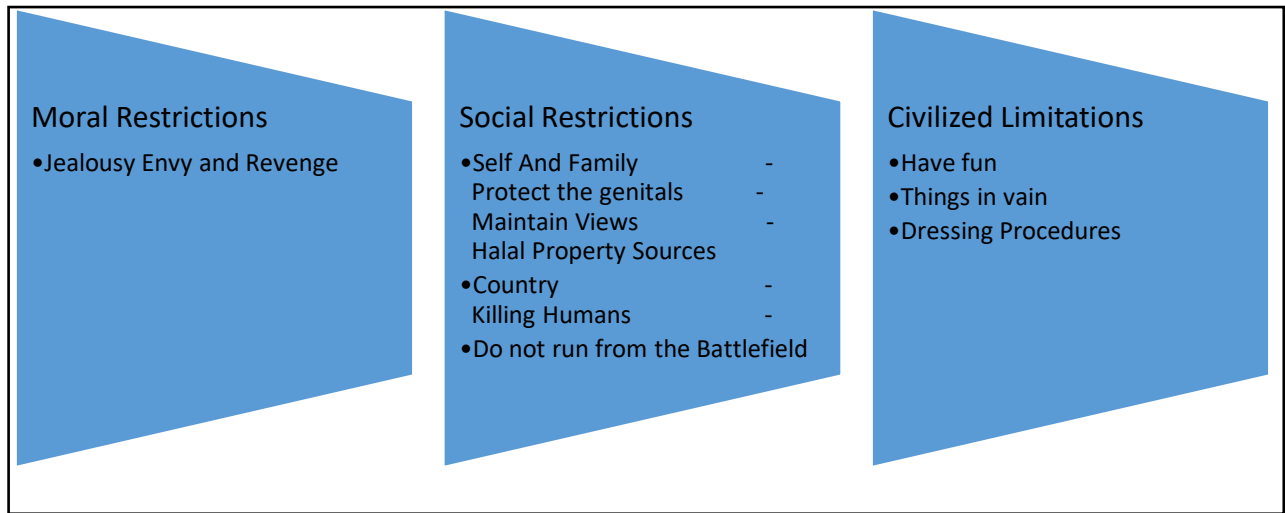 Moral Restrictions
•Jealousy Envy and Revenge
Social Restrictions
•Self And Family -
Protect the genitals -
Maintain Views -
Halal Property Sources
•Country -
Killing Humans -
•Do not run from the Battlefield
Civilized Limitations
•Have fun
•Things in vain
•Dressing Procedures